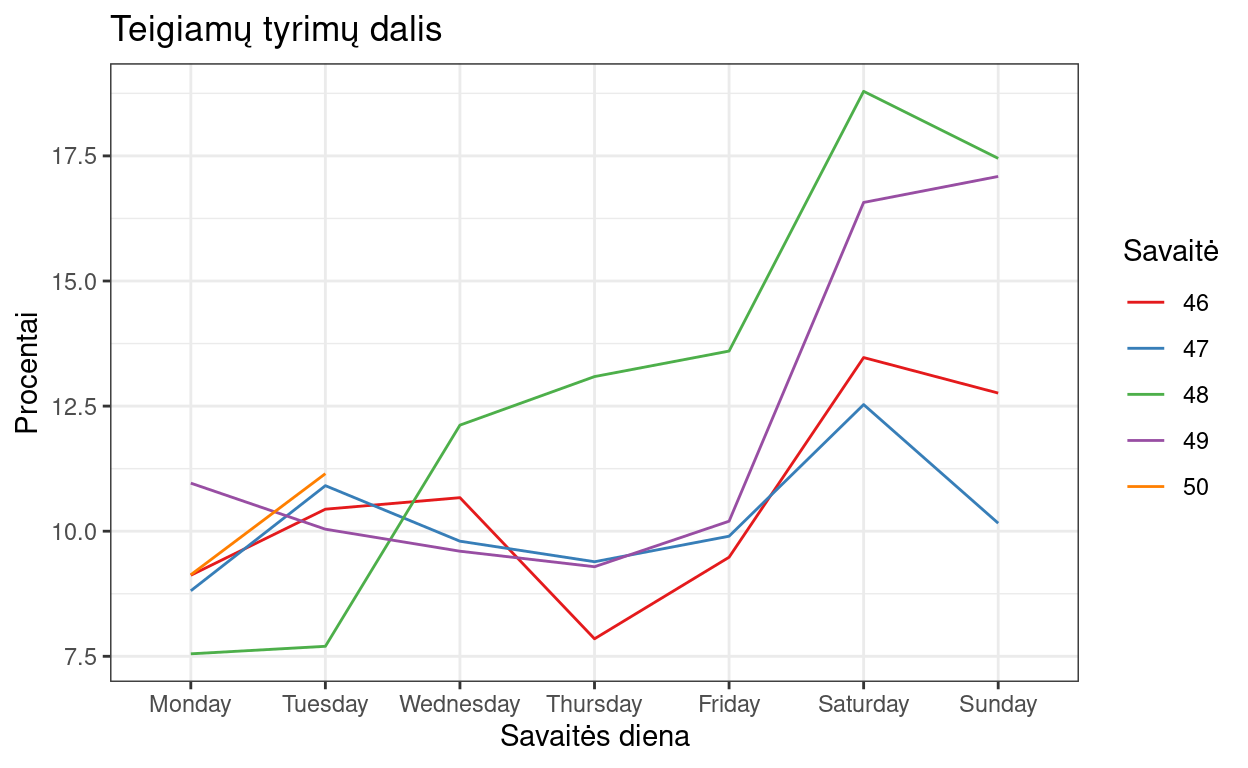 Teigiamų tyrimų dalis
Procentai
17.5
15.0
12.5
10.0
7.5
Monday Tuesday Wednesday Thursday Friday Saturday Sunday
Savaitės diena
Savaitė
46
47
48
49
50